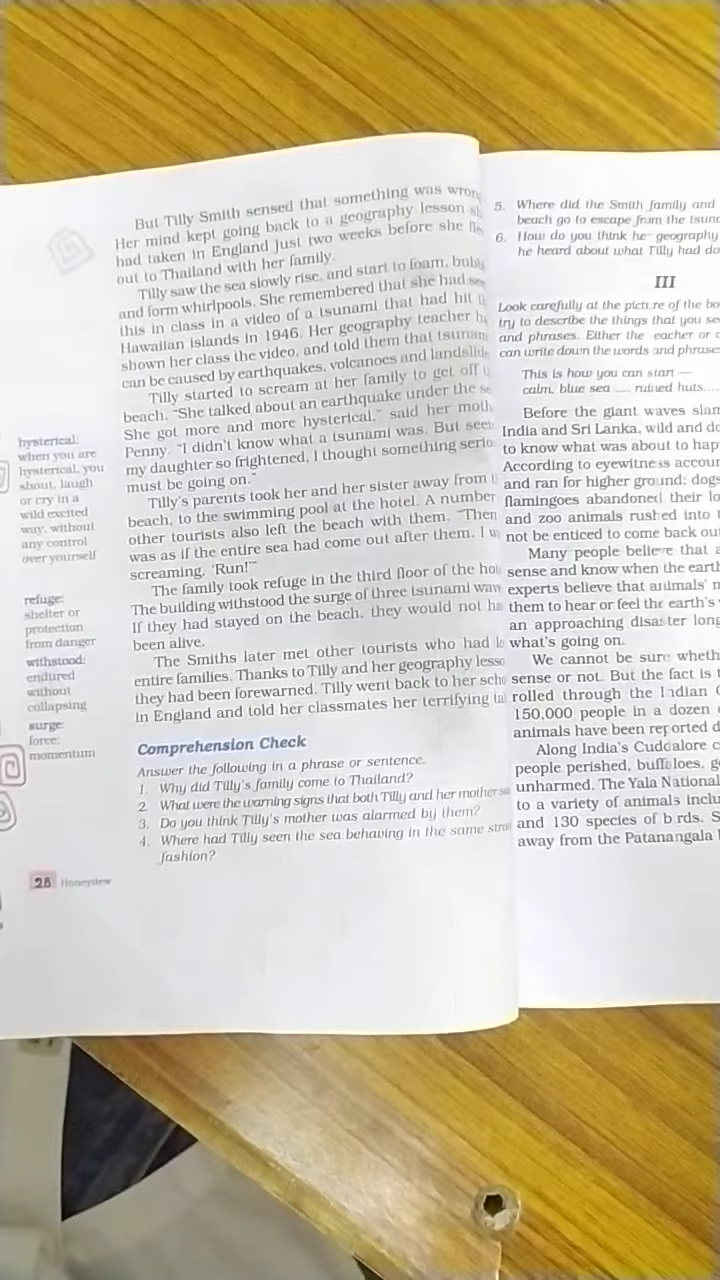 But Tilly Smith sensed that something was wrong
Her mind kept going back to a geography lesson
had taken in England just two weeks before she
out to Thailand with her family.
Tilly saw the sea slowly rise, and start to foam,
and form whirlpools. She remembered that she had
this in class in a video of a tsunami that had hit
Hawaiian islands in 1946. Her geography teacher
shown her class the video, and told them that
can be caused by earthquakes, volcanoes and
Tilly started to scream at her family to get off
beach. “She talked about an earthquake under the
She got more and more hysterical,” said her
Penny. “I didn’t know what a tsunami was. But
my daughter so frightened, I thought something
must be going on.”
Tilly’s parents took her and her sister away from
beach, to the swimming pool at the hotel. A number
other tourists also left the beach with them. “Then
was as if the entire sea had come out after them. I
screaming, ‘Run!’”
The family took refuge in the third floor of the
The building withstood the surge of three tsunami
If they had stayed on the beach, they would not
been alive.
The Smiths later met other tourists who had
entire families. Thanks to Tilly and her geography
they had been forewarned. Tilly went back to her
in England and told her classmates her terrifying
Comprehension Check
Answer the following in a phrase or sentence.
1. Why did Tilly’s family come to Thailand?
2. What were the warning signs that both Tilly and her mother
3. Do you think Tilly’s mother was alarmed by them?
4. Where had Tilly seen the sea behaving in the same
fashion?
hysterical:
when you are
hysterical, you
shout, laugh
or cry in a
wild excited
way, without
any control
over yourself
refuge:
shelter or
protection
from danger
withstood:
endured
without
collapsing
surge:
force;
momentum
28 Honeydew
5. Where did the Smith family and
beach go to escape from the
6. How do you think he geography
he heard about what Tilly had
III
Look carefully at the picture of the
try to describe the things that you
and phrases. Either the eacher or
can write down the words and
This is how you can start —
calm, blue sea .... ruined huts....
Before the giant waves
India and Sri Lanka, wild and
to know what was about to
According to eyewitness
and ran for higher ground; dogs
flamingoes abandoned their
and zoo animals rushed into
not be enticed to come back
Many people believe that
sense and know when the earth
experts believe that animals’
them to hear or feel the earth’s
an approaching disaster long
what’s going on.
We cannot be sure
sense or not. But the fact is
rolled through the Indian
150,000 people in a dozen
animals have been reported
Along India’s Cuddalore
people perished, buffaloes,
unharmed. The Yala National
to a variety of animals
and 130 species of birds.
away from the Patanangala